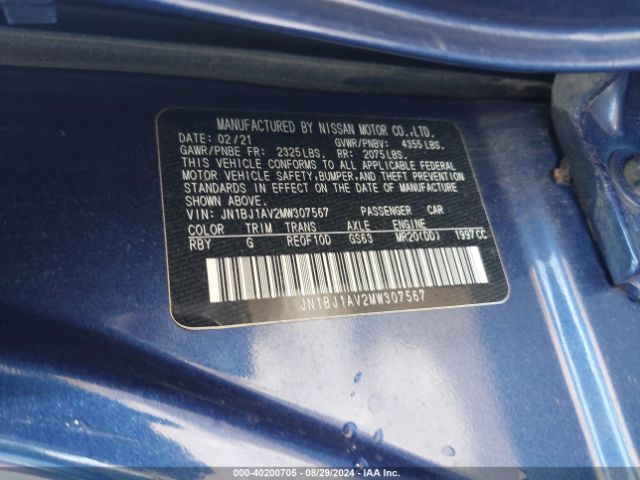 MANUFACTURED BY NISSAN MOTOR CO.,LTD.
DATE: 02/21 GVWR/PNBV: 4355 LBS.
GAWR/PNBE FR: 2325 LBS. RR: 2075 LBS.
THIS VEHICLE CONFORMS TO ALL APPLICABLE FEDERAL
MOTOR VEHICLE SAFETY, BUMPER, AND THEFT PREVENTION
STANDARDS IN EFFECT ON THE DATE OF MANUFACTURE
SHOWN ABOVE.
VIN: JN1BJ1AV2MW307567 PASSENGER CAR
COLOR TRIM TRANS AXLE ENGINE
RBY G RE0F10D GS63 MR20(DD) 1997CC
JN1BJ1AV2MW307567
000-40200705 - 08/29/2024 - IAA Inc.